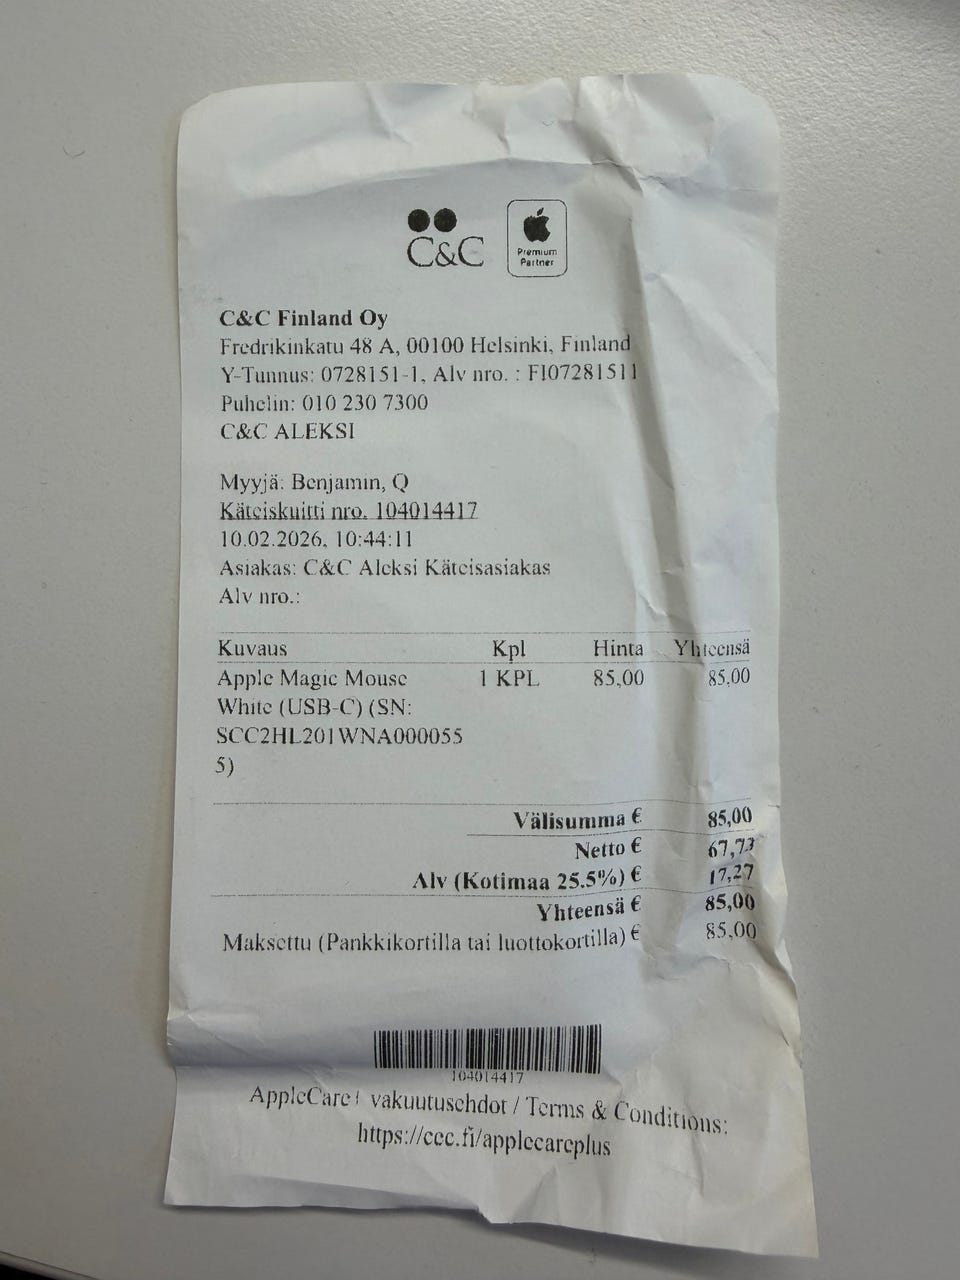 C&C
Premium
Partner
C&C Finland Oy
Fredrikinkatu 48 A, 00100 Helsinki, Finland
Y-Tunnus: 0728151-1, Alv nro. : FI07281511
Puhelin: 010 230 7300
C&C ALEKSI
Myyjä: Benjamin, Q
Käteiskuitti nro. 104014417
10.02.2026, 10:44:11
Asiakas: C&C Aleksi Käteisasiakas
Alv nro.:
Kuvaus Kpl Hinta Yhteensä
Apple Magic Mouse 1 KPL 85,00 85,00
White (USB-C) (SN:
SCC2HL201WNA000055
5)
Välisumma € 85,00
Netto € 67,73
Alv (Kotimaa 25.5%) € 17,27
Yhteensä € 85,00
Maksettu (Pankkikortilla tai luottokortilla) € 85,00
104014417
AppleCare+ vakuutusehdot / Terms & Conditions:
https://ccc.fi/applecareplus